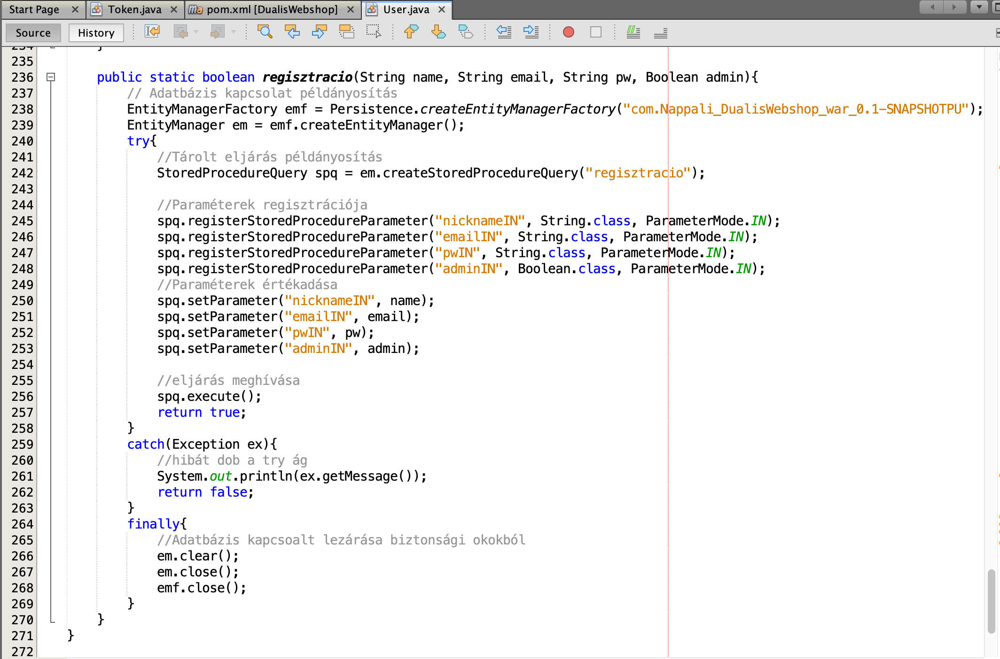 Start Page Token.java pom.xml [DualisWebshop] User.java
Source History
234 }
235
236 public static boolean regisztracio(String name, String email, String pw, Boolean admin){
237 // Adatbázis kapcsolat példányosítás
238 EntityManagerFactory emf = Persistence.createEntityManagerFactory("com.Nappali_DualisWebshop_war_0.1-SNAPSHOTPU");
239 EntityManager em = emf.createEntityManager();
240 try{
241 //Tárolt eljárás példányosítás
242 StoredProcedureQuery spq = em.createStoredProcedureQuery("regisztracio");
243
244 //Paraméterek regisztrációja
245 spq.registerStoredProcedureParameter("nicknameIN", String.class, ParameterMode.IN);
246 spq.registerStoredProcedureParameter("emailIN", String.class, ParameterMode.IN);
247 spq.registerStoredProcedureParameter("pwIN", String.class, ParameterMode.IN);
248 spq.registerStoredProcedureParameter("adminIN", Boolean.class, ParameterMode.IN);
249 //Paraméterek értékadása
250 spq.setParameter("nicknameIN", name);
251 spq.setParameter("emailIN", email);
252 spq.setParameter("pwIN", pw);
253 spq.setParameter("adminIN", admin);
254
255 //eljárás meghívása
256 spq.execute();
257 return true;
258 }
259 catch(Exception ex){
260 //hibát dob a try ág
261 System.out.println(ex.getMessage());
262 return false;
263 }
264 finally{
265 //Adatbázis kapcsoalt lezárása biztonsági okokból
266 em.clear();
267 em.close();
268 emf.close();
269 }
270 }
271 }
272